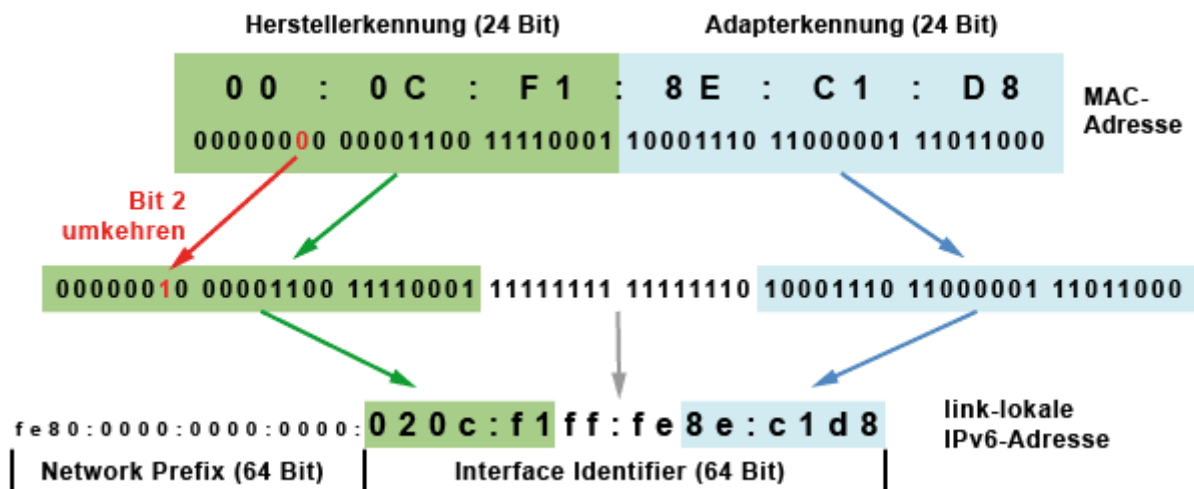 Herstellerkennung (24 Bit) Adapterkennung (24 Bit)
00 : 0C : F1 : 8E : C1 : D8
MAC-
Adresse
00000000 00001100 11110001 10001110 11000001 11011000
Bit 2
umkehren
00000010 00001100 11110001 11111111 11111110 10001110 11000001 11011000
fe80:0000:0000:0000:020c:f1ff:fe8e:c1d8
link-lokale
IPv6-Adresse
Network Prefix (64 Bit) Interface Identifier (64 Bit)